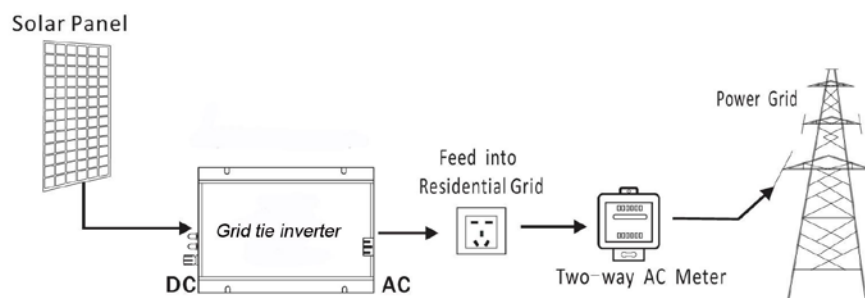 Solar Panel
Power Grid
Feed into
Residential Grid
Grid tie inverter
DC
AC
Two-way AC Meter